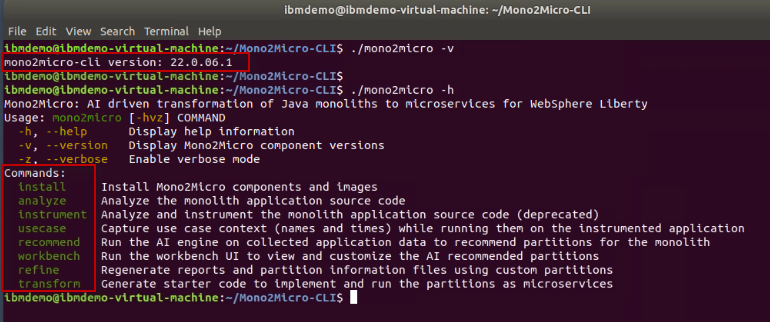 ibmdemo@ibmdemo-virtual-machine: ~/Mono2Micro-CLI
File Edit View Search Terminal Help
ibmdemo@ibmdemo-virtual-machine:~/Mono2Micro-CLI$ ./mono2micro -v
mono2micro-cli version: 22.0.06.1
ibmdemo@ibmdemo-virtual-machine:~/Mono2Micro-CLI$
ibmdemo@ibmdemo-virtual-machine:~/Mono2Micro-CLI$ ./mono2micro -h
Mono2Micro: AI driven transformation of Java monoliths to microservices for WebSphere Liberty
Usage: mono2micro [-hvz] COMMAND
-h, --help Display help information
-v, --version Display Mono2Micro component versions
-z, --verbose Enable verbose mode
Commands:
install Install Mono2Micro components and images
analyze Analyze the monolith application source code
instrument Analyze and instrument the monolith application source code (deprecated)
usecase Capture use case context (names and times) while running them on the instrumented application
recommend Run the AI engine on collected application data to recommend partitions for the monolith
workbench Run the workbench UI to view and customize the AI recommended partitions
refine Regenerate reports and partition information files using custom partitions
transform Generate starter code to implement and run the partitions as microservices
ibmdemo@ibmdemo-virtual-machine:~/Mono2Micro-CLI$